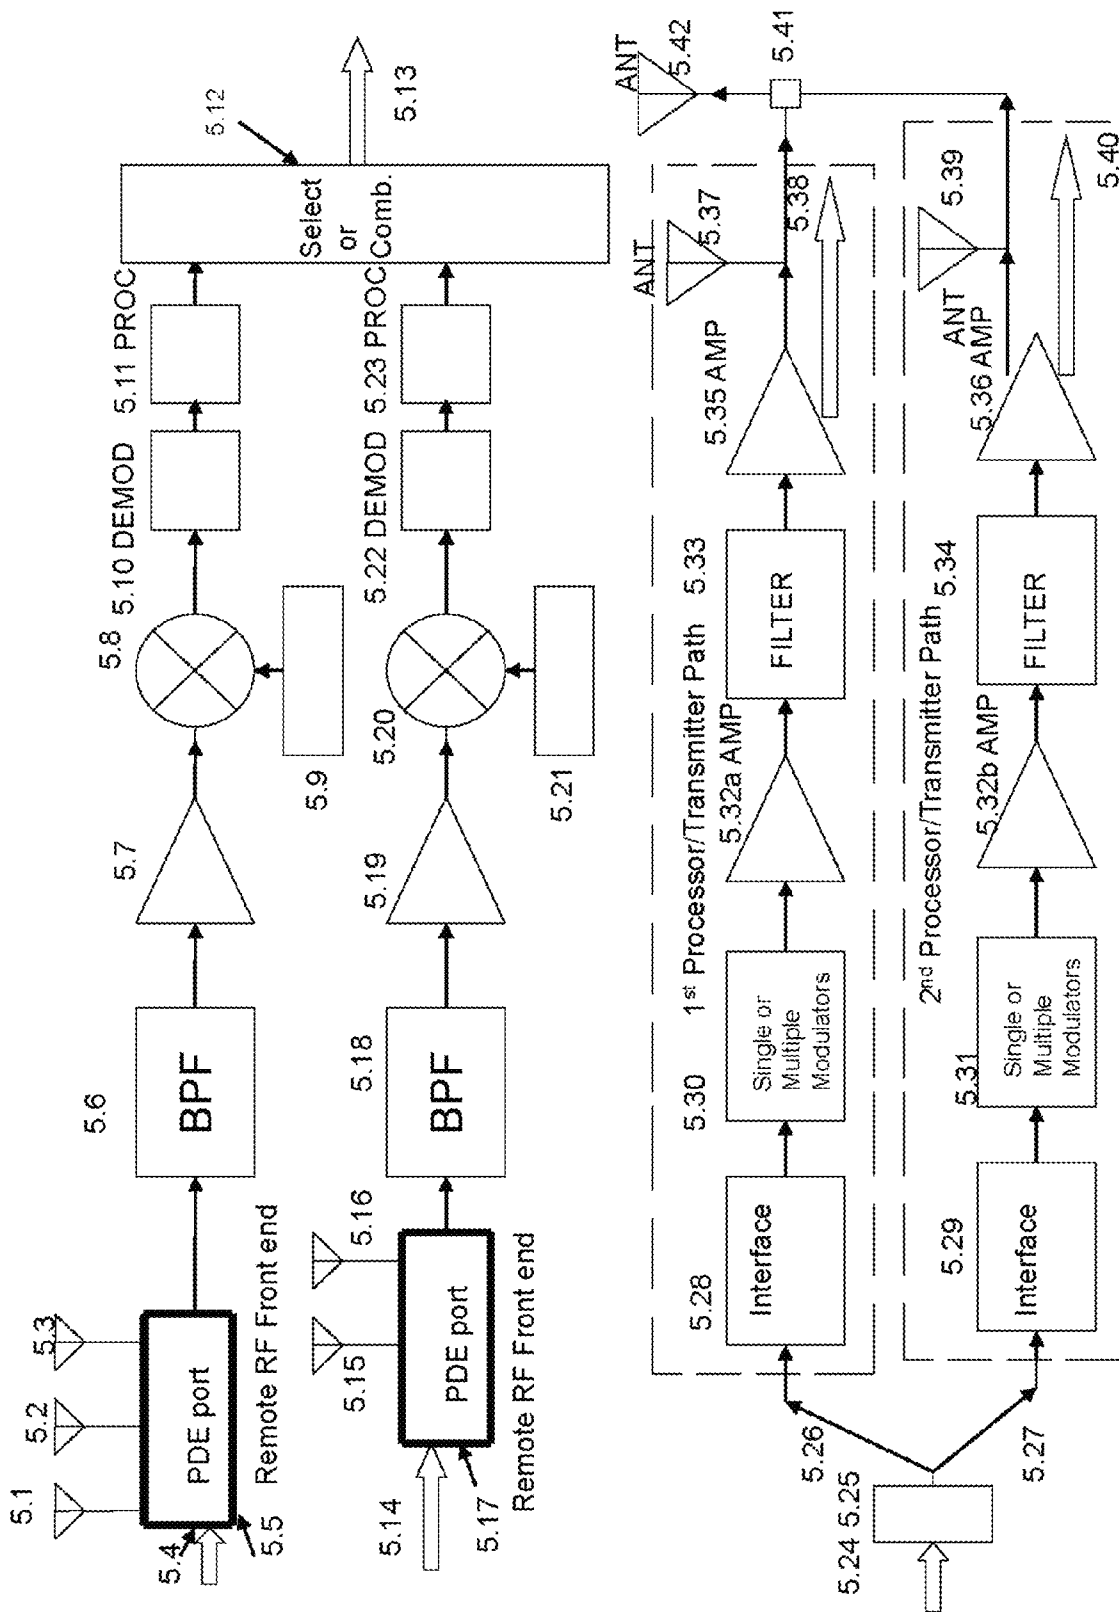 5.1
5.2
5.3
5.4
5.5
PDE port
Remote RF Front end
5.6
BPF
5.7
5.8
5.9
5.10 DEMOD
5.11 PROC
5.12
Select
or
Comb.
5.13
5.14
5.15
5.16
5.17
PDE port
Remote RF Front end
5.18
BPF
5.19
5.20
5.21
5.22 DEMOD
5.23 PROC
5.24
5.25
5.26
5.27
1st Processor/Transmitter Path
5.28
Interface
5.30
Single or
Multiple
Modulators
5.32a AMP
5.33
FILTER
5.35 AMP
ANT
5.37
5.38
ANT
5.42
5.41
2nd Processor/Transmitter Path
5.29
Interface
5.31
Single or
Multiple
Modulators
5.32b AMP
5.34
FILTER
5.36 AMP
ANT
5.39
5.40